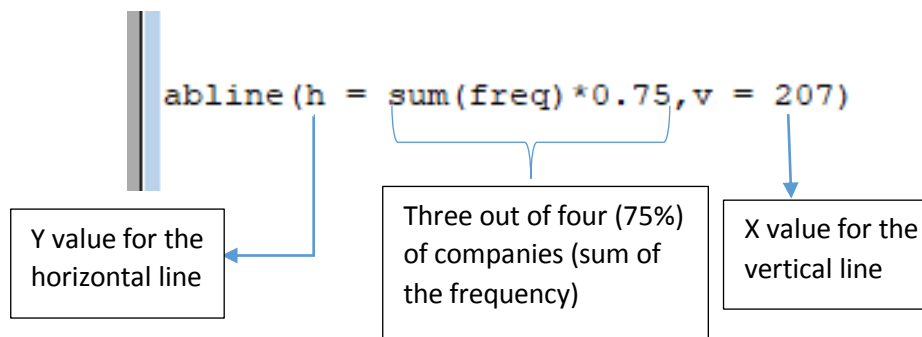 abline(h = sum(freq)*0.75,v = 207)
Y value for the
horizontal line
Three out of four (75%)
of companies (sum of
the frequency)
X value for the
vertical line